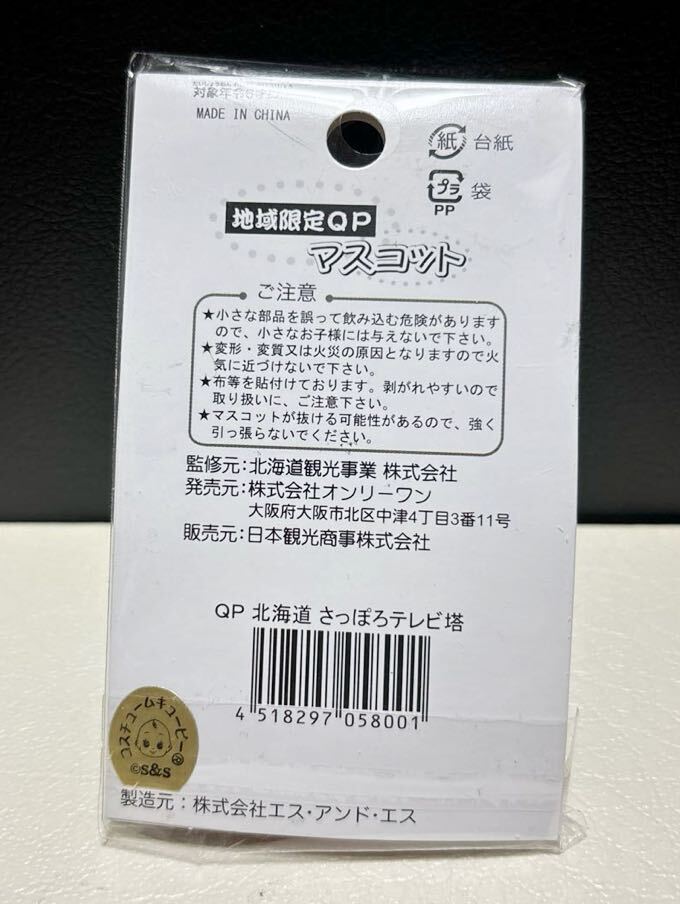 対象年令6才以上
MADE IN CHINA
紙 台紙
プラ 袋
PP
地域限定QP
マスコット
ご注意
★小さな部品を誤って飲み込む危険があります
ので、小さなお子様には与えないで下さい。
★変形・変質又は火災の原因となりますので火
気に近づけないで下さい。
★布等を貼付けております。剥がれやすいので
取り扱いに、ご注意下さい。
★マスコットが抜ける可能性があるので、強く
引っ張らないでください。
監修元:北海道観光事業 株式会社
発売元:株式会社オンリーワン
大阪府大阪市北区中津4丁目3番11号
販売元:日本観光商事株式会社
QP 北海道 さっぽろテレビ塔
4 518297 058001
コスチュームキューピー
©S&S
製造元:株式会社エス・アンド・エス